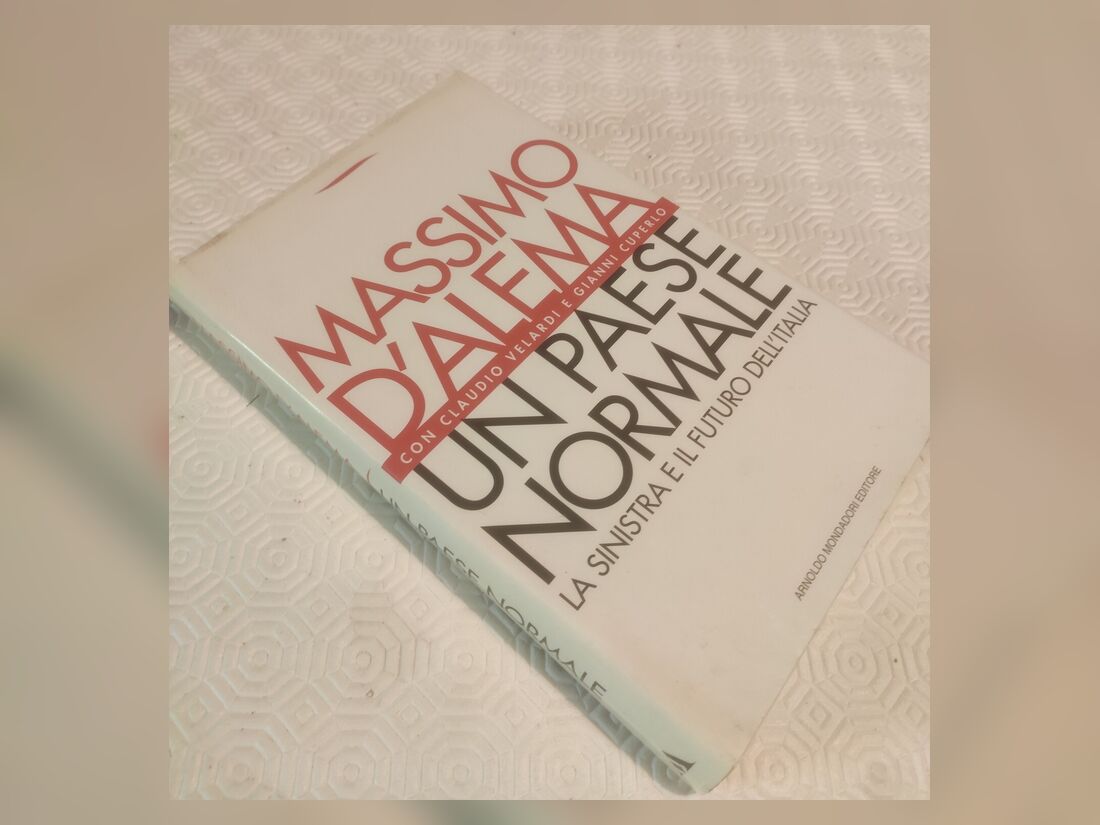 MASSIMO
D'ALEMA
CON CLAUDIO VELARDI E GIANNI CUPERLO
UN PAESE
NORMALE
LA SINISTRA E IL FUTURO DELL'ITALIA
ARNOLDO MONDADORI EDITORE
UN PAESE NORMALE